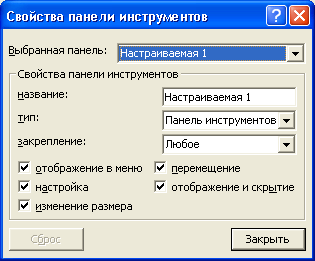 Свойства панели инструментов
Выбранная панель: Настраиваемая 1
Свойства панели инструментов
название: Настраиваемая 1
тип: Панель инструментов
закрепление: Любое
отображение в меню перемещение
настройка отображение и скрытие
изменение размера
Сброс Закрыть